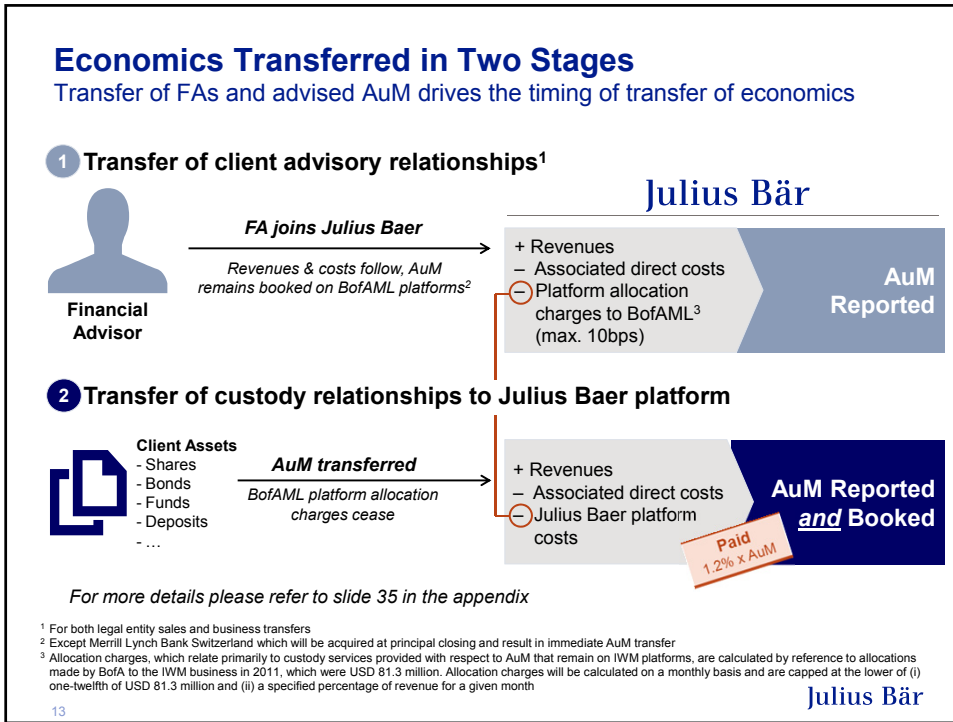 Economics Transferred in Two Stages
Transfer of FAs and advised AuM drives the timing of transfer of economics
1 Transfer of client advisory relationships¹
Julius Bär
Financial
Advisor
FA joins Julius Baer
Revenues & costs follow, AuM
remains booked on BofAML platforms²
+ Revenues
– Associated direct costs
– Platform allocation
charges to BofAML³
(max. 10bps)
AuM
Reported
2 Transfer of custody relationships to Julius Baer platform
Client Assets
- Shares
- Bonds
- Funds
- Deposits
- ...
AuM transferred
BofAML platform allocation
charges cease
+ Revenues
– Associated direct costs
– Julius Baer platform
costs
AuM Reported
and Booked
Paid
1.2% x AuM
For more details please refer to slide 35 in the appendix
¹ For both legal entity sales and business transfers
² Except Merrill Lynch Bank Switzerland which will be acquired at principal closing and result in immediate AuM transfer
³ Allocation charges, which relate primarily to custody services provided with respect to AuM that remain on IWM platforms, are calculated by reference to allocations
made by BofA to the IWM business in 2011, which were USD 81.3 million. Allocation charges will be calculated on a monthly basis and are capped at the lower of (i)
one-twelfth of USD 81.3 million and (ii) a specified percentage of revenue for a given month
13
Julius Bär